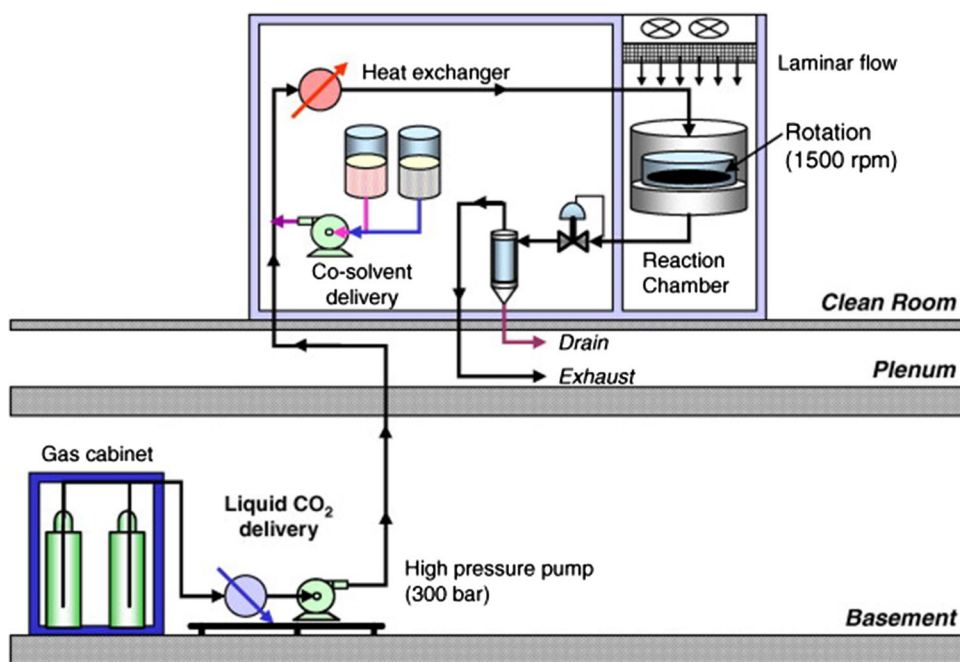 Heat exchanger
Laminar flow
Rotation
(1500 rpm)
Co-solvent
delivery
Reaction
Chamber
Clean Room
Drain
Exhaust
Plenum
Gas cabinet
Liquid CO₂
delivery
High pressure pump
(300 bar)
Basement